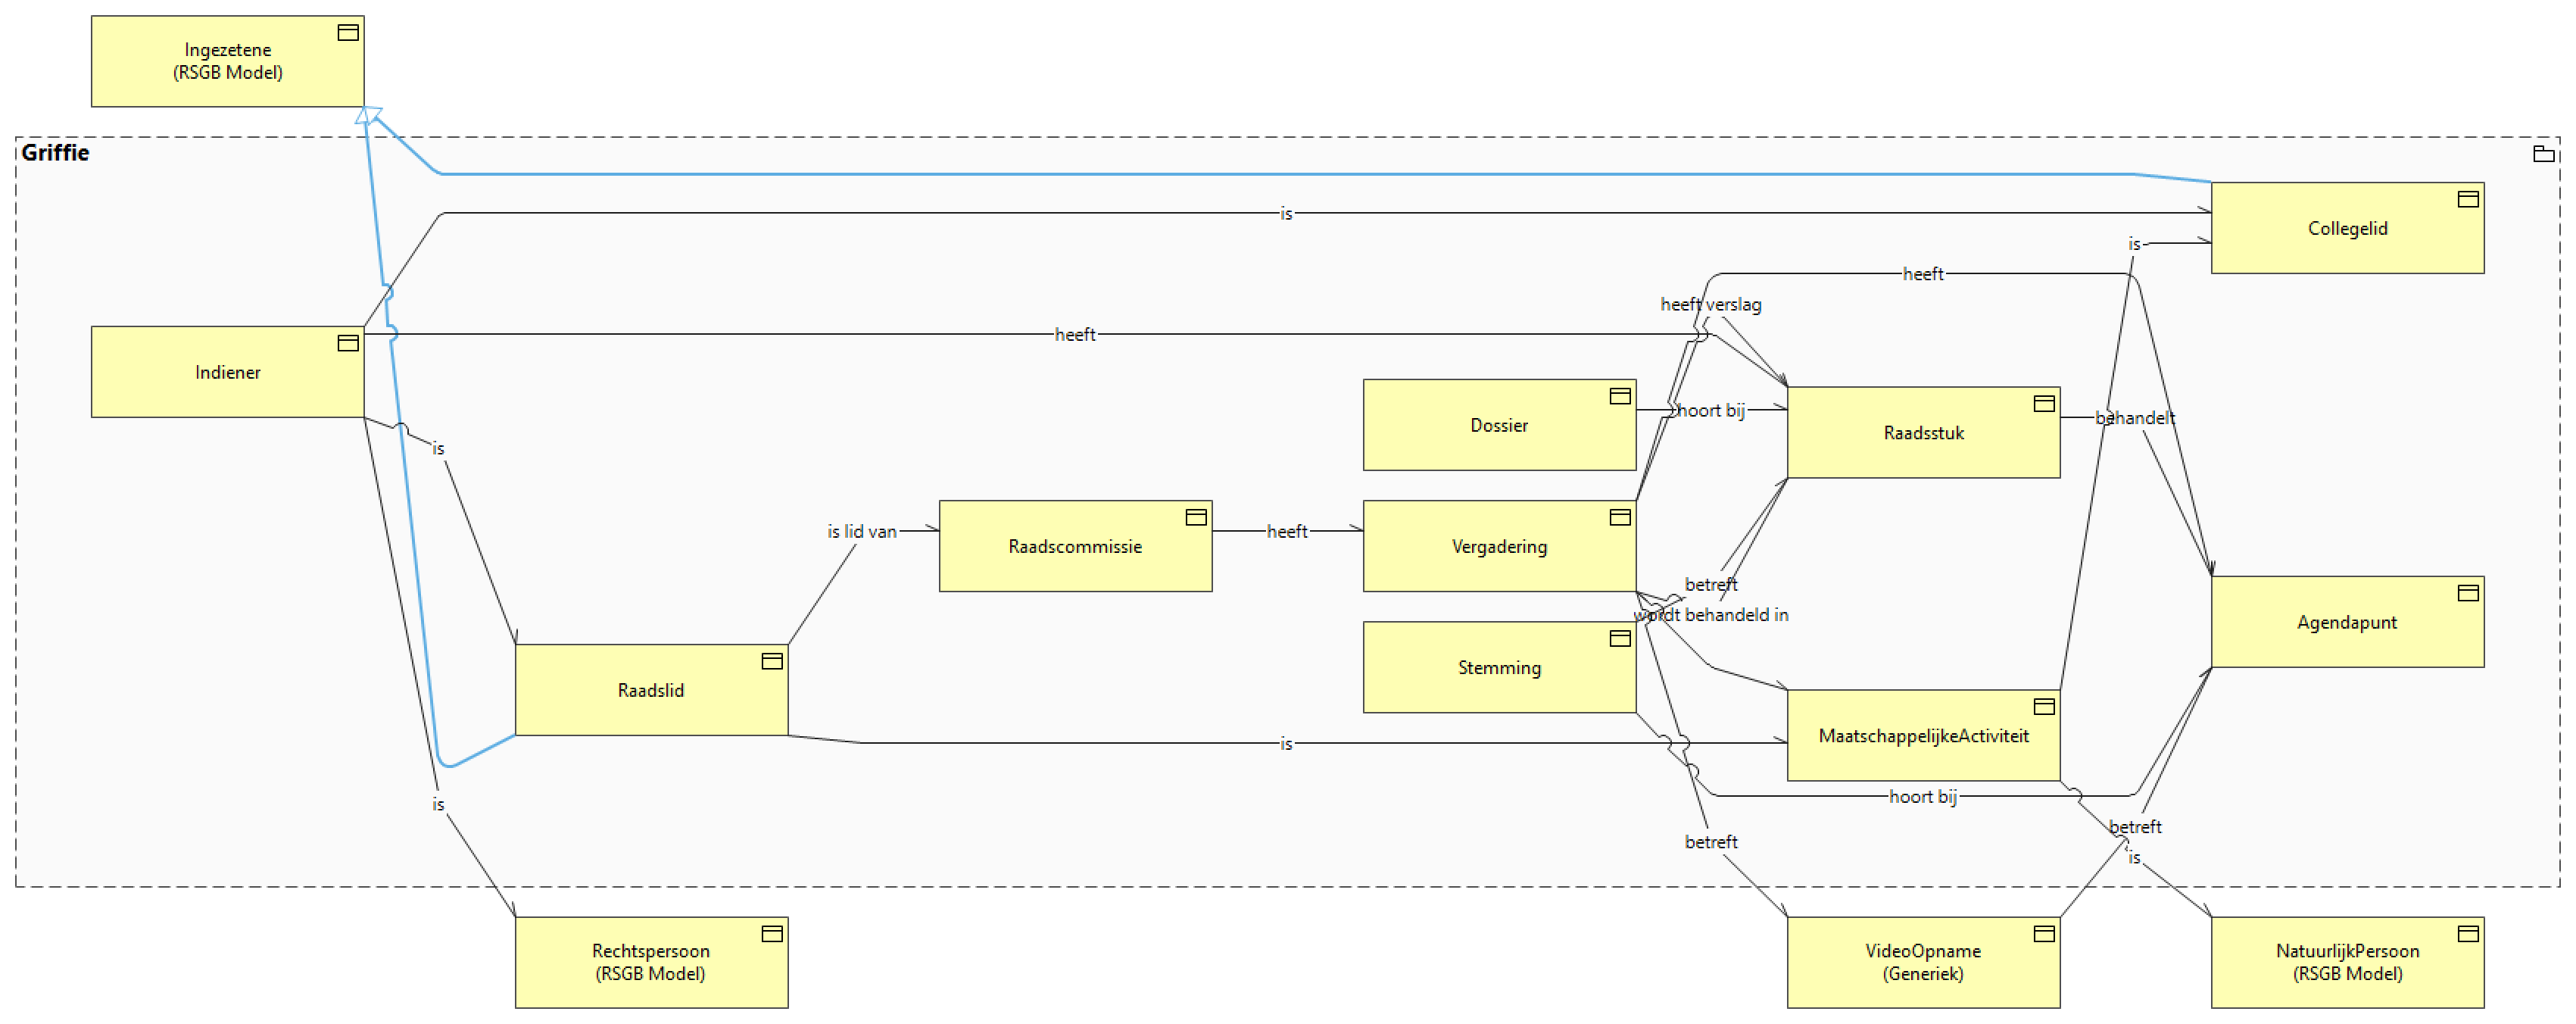 Ingezetene
(RSGB Model)
Griffie
is
Collegelid
is
heeft
heeft verslag
heeft
Indiener
Dossier
hoort bij
Raadsstuk
behandelt
is
is lid van
Raadscommissie
heeft
Vergadering
betreft
wordt behandeld in
Agendapunt
Stemming
Raadslid
is
MaatschappelijkeActiviteit
hoort bij
is
betreft
betreft
is
Rechtspersoon
(RSGB Model)
VideoOpname
(Generiek)
NatuurlijkPersoon
(RSGB Model)